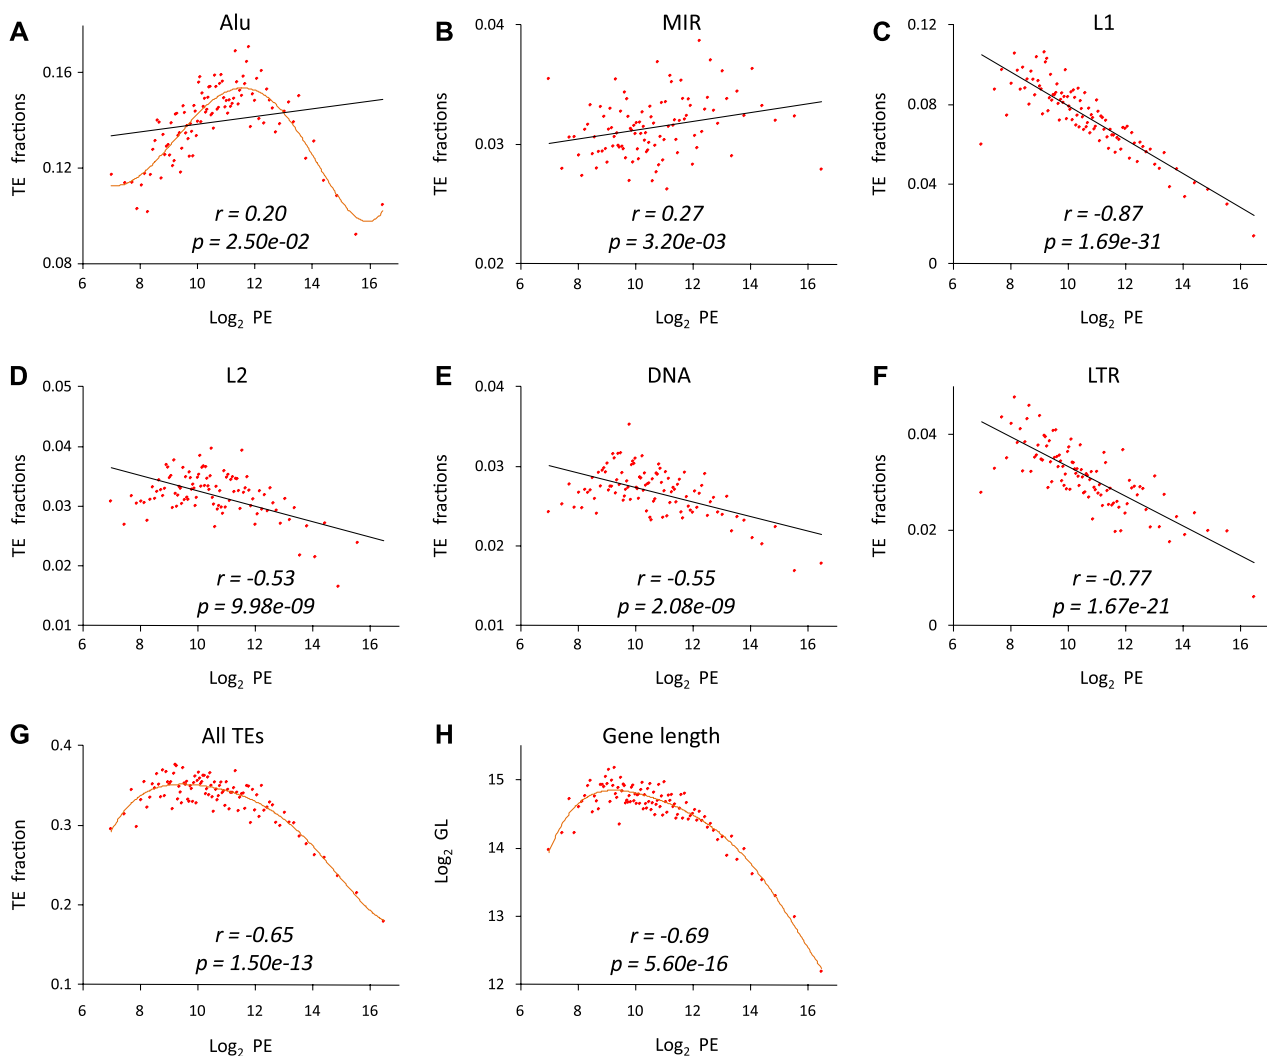 A
Alu
TE fractions
0.16
0.12
0.08
r = 0.20
p = 2.50e-02
6 8 10 12 14 16
Log2 PE
B
MIR
TE fractions
0.04
0.03
0.02
r = 0.27
p = 3.20e-03
6 8 10 12 14 16
Log2 PE
C
L1
TE fractions
0.12
0.08
0.04
0
r = -0.87
p = 1.69e-31
6 8 10 12 14 16
Log2 PE
D
L2
TE fractions
0.05
0.04
0.03
0.02
0.01
r = -0.53
p = 9.98e-09
6 8 10 12 14 16
Log2 PE
E
DNA
TE fractions
0.04
0.03
0.02
0.01
r = -0.55
p = 2.08e-09
6 8 10 12 14 16
Log2 PE
F
LTR
TE fractions
0.04
0.02
0
r = -0.77
p = 1.67e-21
6 8 10 12 14 16
Log2 PE
G
All TEs
TE fraction
0.4
0.3
0.2
0.1
r = -0.65
p = 1.50e-13
6 8 10 12 14 16
Log2 PE
H
Gene length
Log2 GL
15
14
13
12
r = -0.69
p = 5.60e-16
6 8 10 12 14 16
Log2 PE